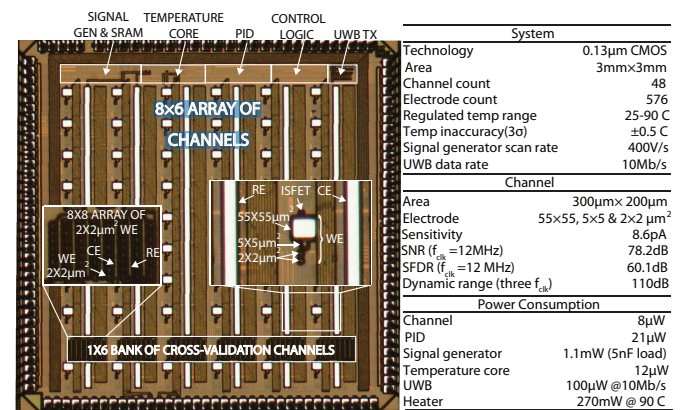 SIGNAL
GEN & SRAM
TEMPERATURE
CORE
PID
CONTROL
LOGIC
UWB TX
8×6 ARRAY OF
CHANNELS
8X8 ARRAY OF
2X2µm² WE
CE
RE
WE
2X2µm²
RE
ISFET
CE
55X55µm²
5X5µm²
2X2µm²
WE
1X6 BANK OF CROSS-VALIDATION CHANNELS
System
Technology 0.13µm CMOS
Area 3mm×3mm
Channel count 48
Electrode count 576
Regulated temp range 25-90 C
Temp inaccuracy(3σ) ±0.5 C
Signal generator scan rate 400V/s
UWB data rate 10Mb/s
Channel
Area 300µm× 200µm
Electrode 55×55, 5×5 & 2×2 µm²
Sensitivity 8.6pA
SNR (f_clk =12MHz) 78.2dB
SFDR (f_clk =12 MHz) 60.1dB
Dynamic range (three f_clk) 110dB
Power Consumption
Channel 8µW
PID 21µW
Signal generator 1.1mW (5nF load)
Temperature core 12µW
UWB 100µW @10Mb/s
Heater 270mW @ 90 C